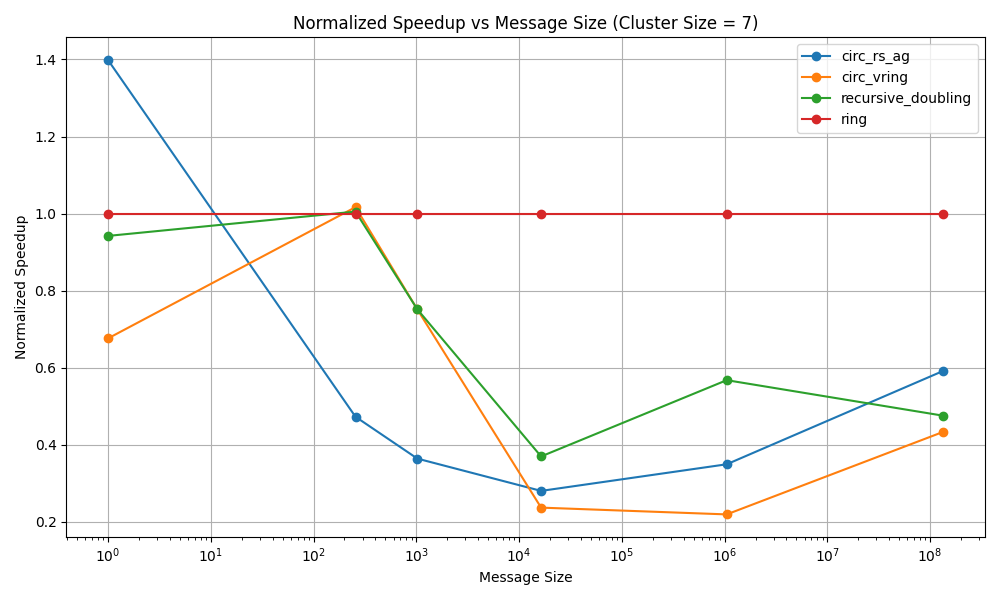 Normalized Speedup vs Message Size (Cluster Size = 7)
circ_rs_ag
circ_vring
recursive_doubling
ring
Normalized Speedup
1.4
1.2
1.0
0.8
0.6
0.4
0.2
10⁰ 10¹ 10² 10³ 10⁴ 10⁵ 10⁶ 10⁷ 10⁸
Message Size